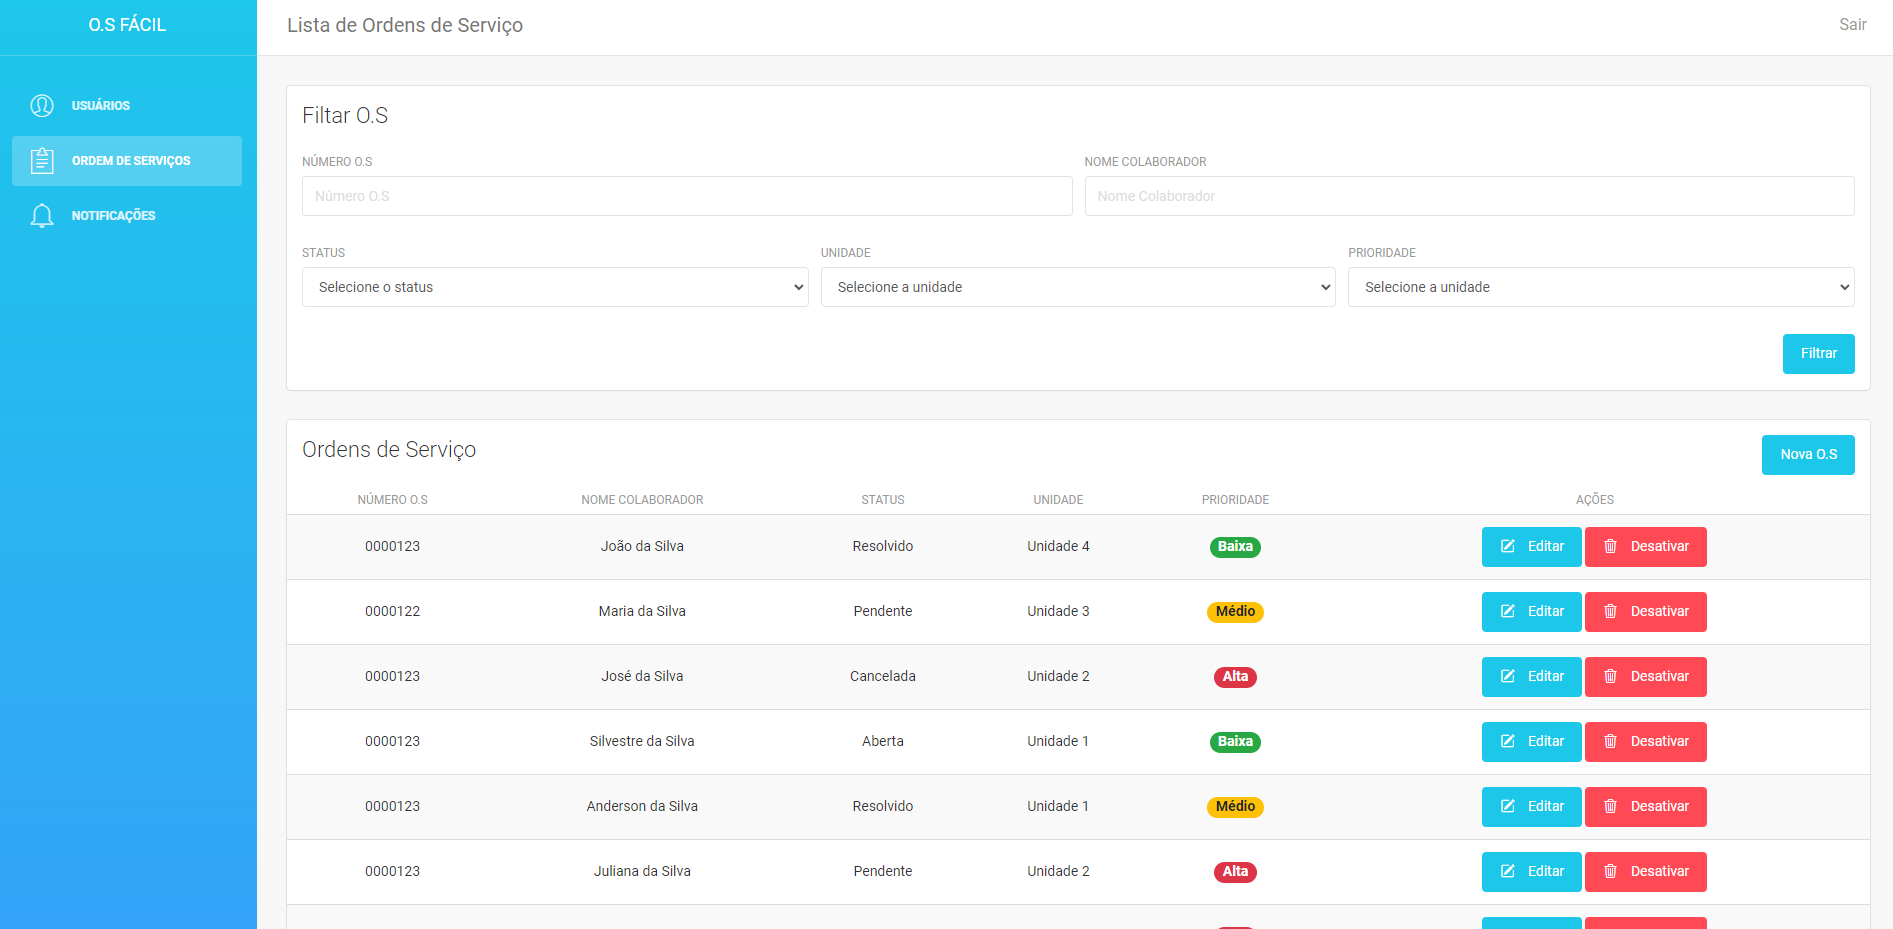 O.S FÁCIL
Lista de Ordens de Serviço
Sair
USUÁRIOS
ORDEM DE SERVIÇOS
NOTIFICAÇÕES
Filtar O.S
NÚMERO O.S NOME COLABORADOR
Número O.S Nome Colaborador
STATUS UNIDADE PRIORIDADE
Selecione o status Selecione a unidade Selecione a unidade
Filtrar
Ordens de Serviço
Nova O.S
NÚMERO O.S NOME COLABORADOR STATUS UNIDADE PRIORIDADE AÇÕES
0000123 João da Silva Resolvido Unidade 4 Baixa Editar Desativar
0000122 Maria da Silva Pendente Unidade 3 Médio Editar Desativar
0000123 José da Silva Cancelada Unidade 2 Alta Editar Desativar
0000123 Silvestre da Silva Aberta Unidade 1 Baixa Editar Desativar
0000123 Anderson da Silva Resolvido Unidade 1 Médio Editar Desativar
0000123 Juliana da Silva Pendente Unidade 2 Alta Editar Desativar